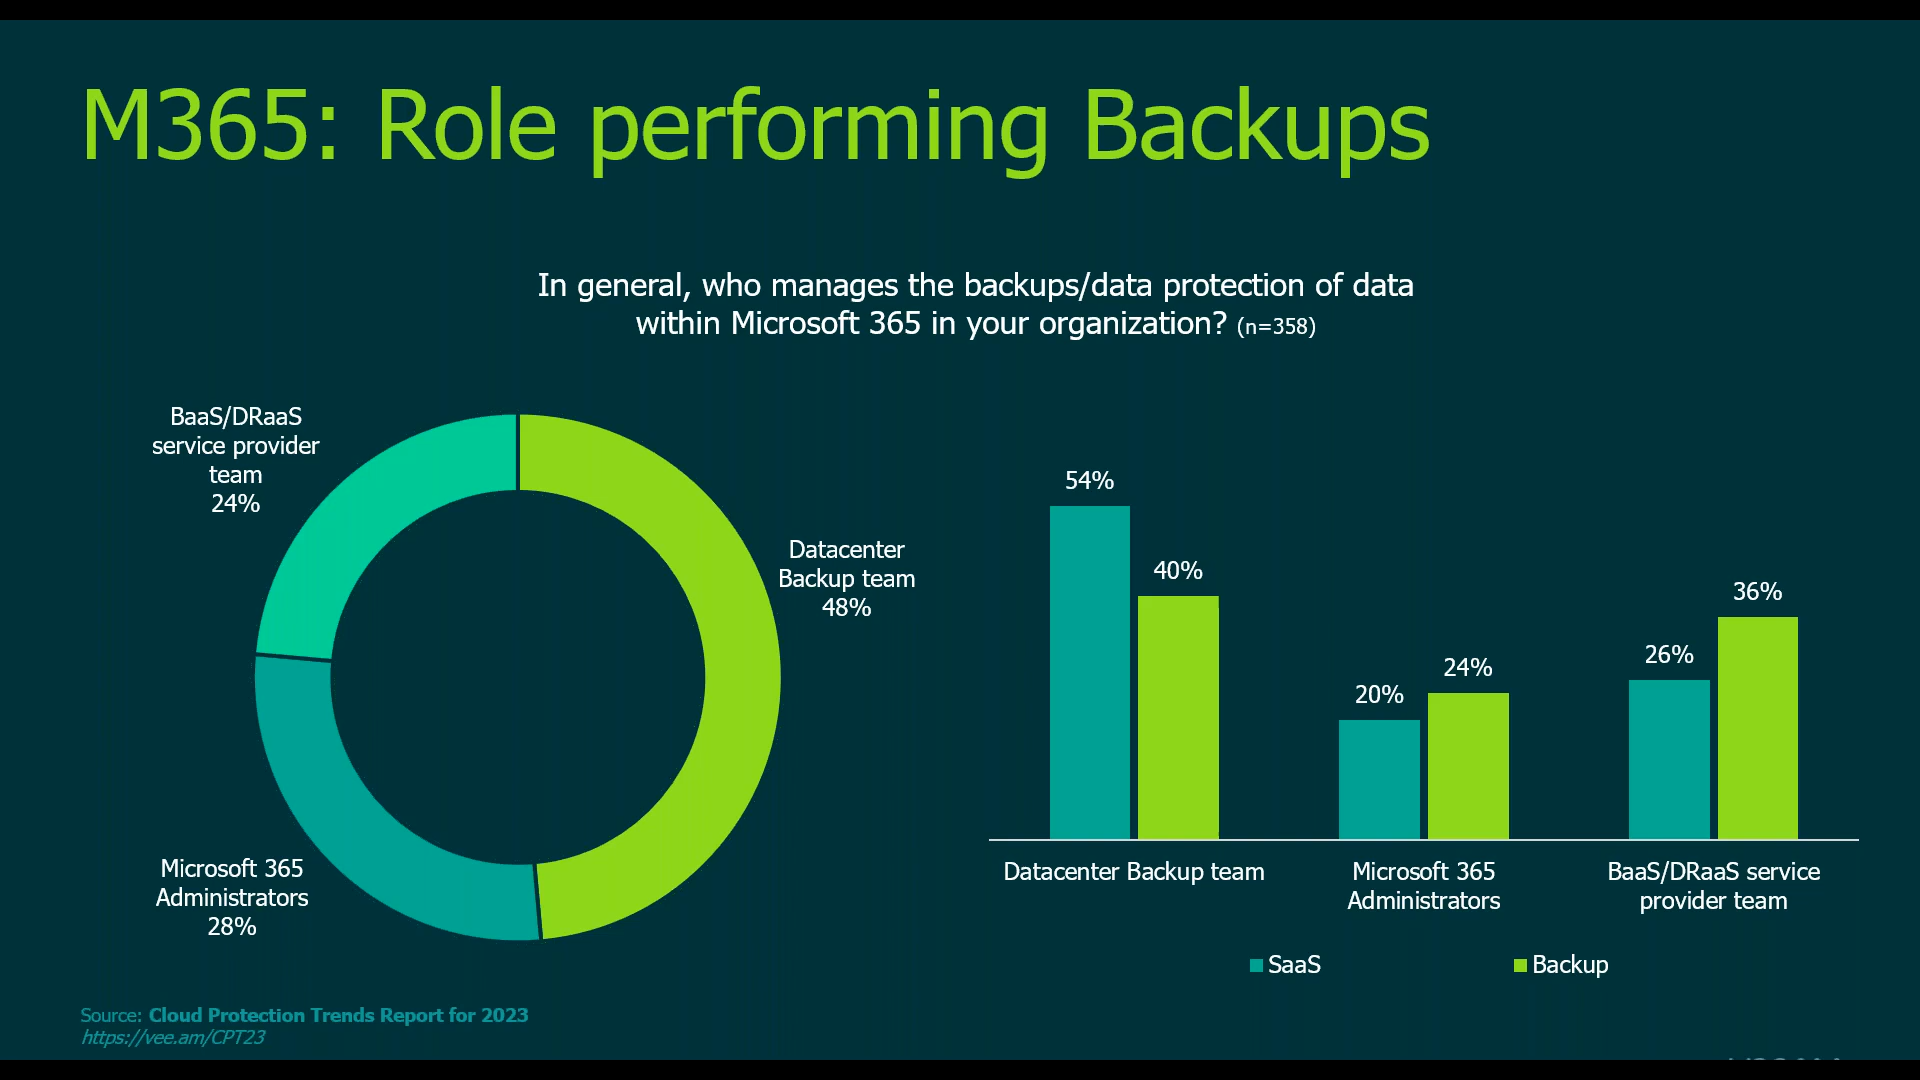 M365: Role performing Backups
In general, who manages the backups/data protection of data
within Microsoft 365 in your organization? (n=358)
BaaS/DRaaS
service provider
team
24%
Datacenter
Backup team
48%
Microsoft 365
Administrators
28%
54%
40%
20%
24%
26%
36%
Datacenter Backup team
Microsoft 365
Administrators
BaaS/DRaaS service
provider team
SaaS
Backup
Source: Cloud Protection Trends Report for 2023
https://vee.am/CPT23